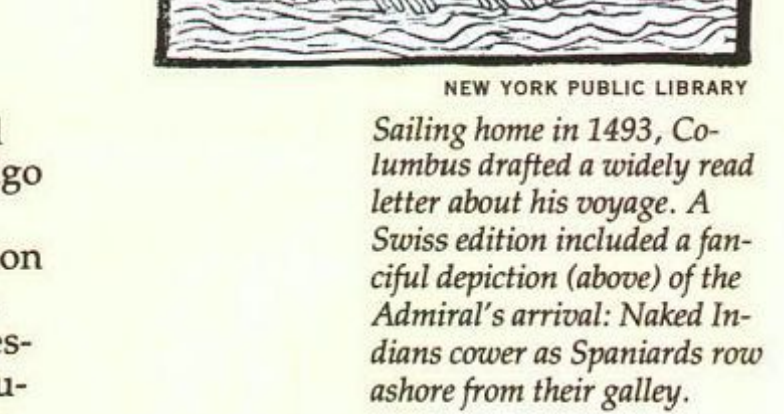 NEW YORK PUBLIC LIBRARY
Sailing home in 1493, Co-
lumbus drafted a widely read
letter about his voyage. A
Swiss edition included a fan-
ciful depiction (above) of the
Admiral's arrival: Naked In-
dians cower as Spaniards row
ashore from their galley.
go
on
es-
u-